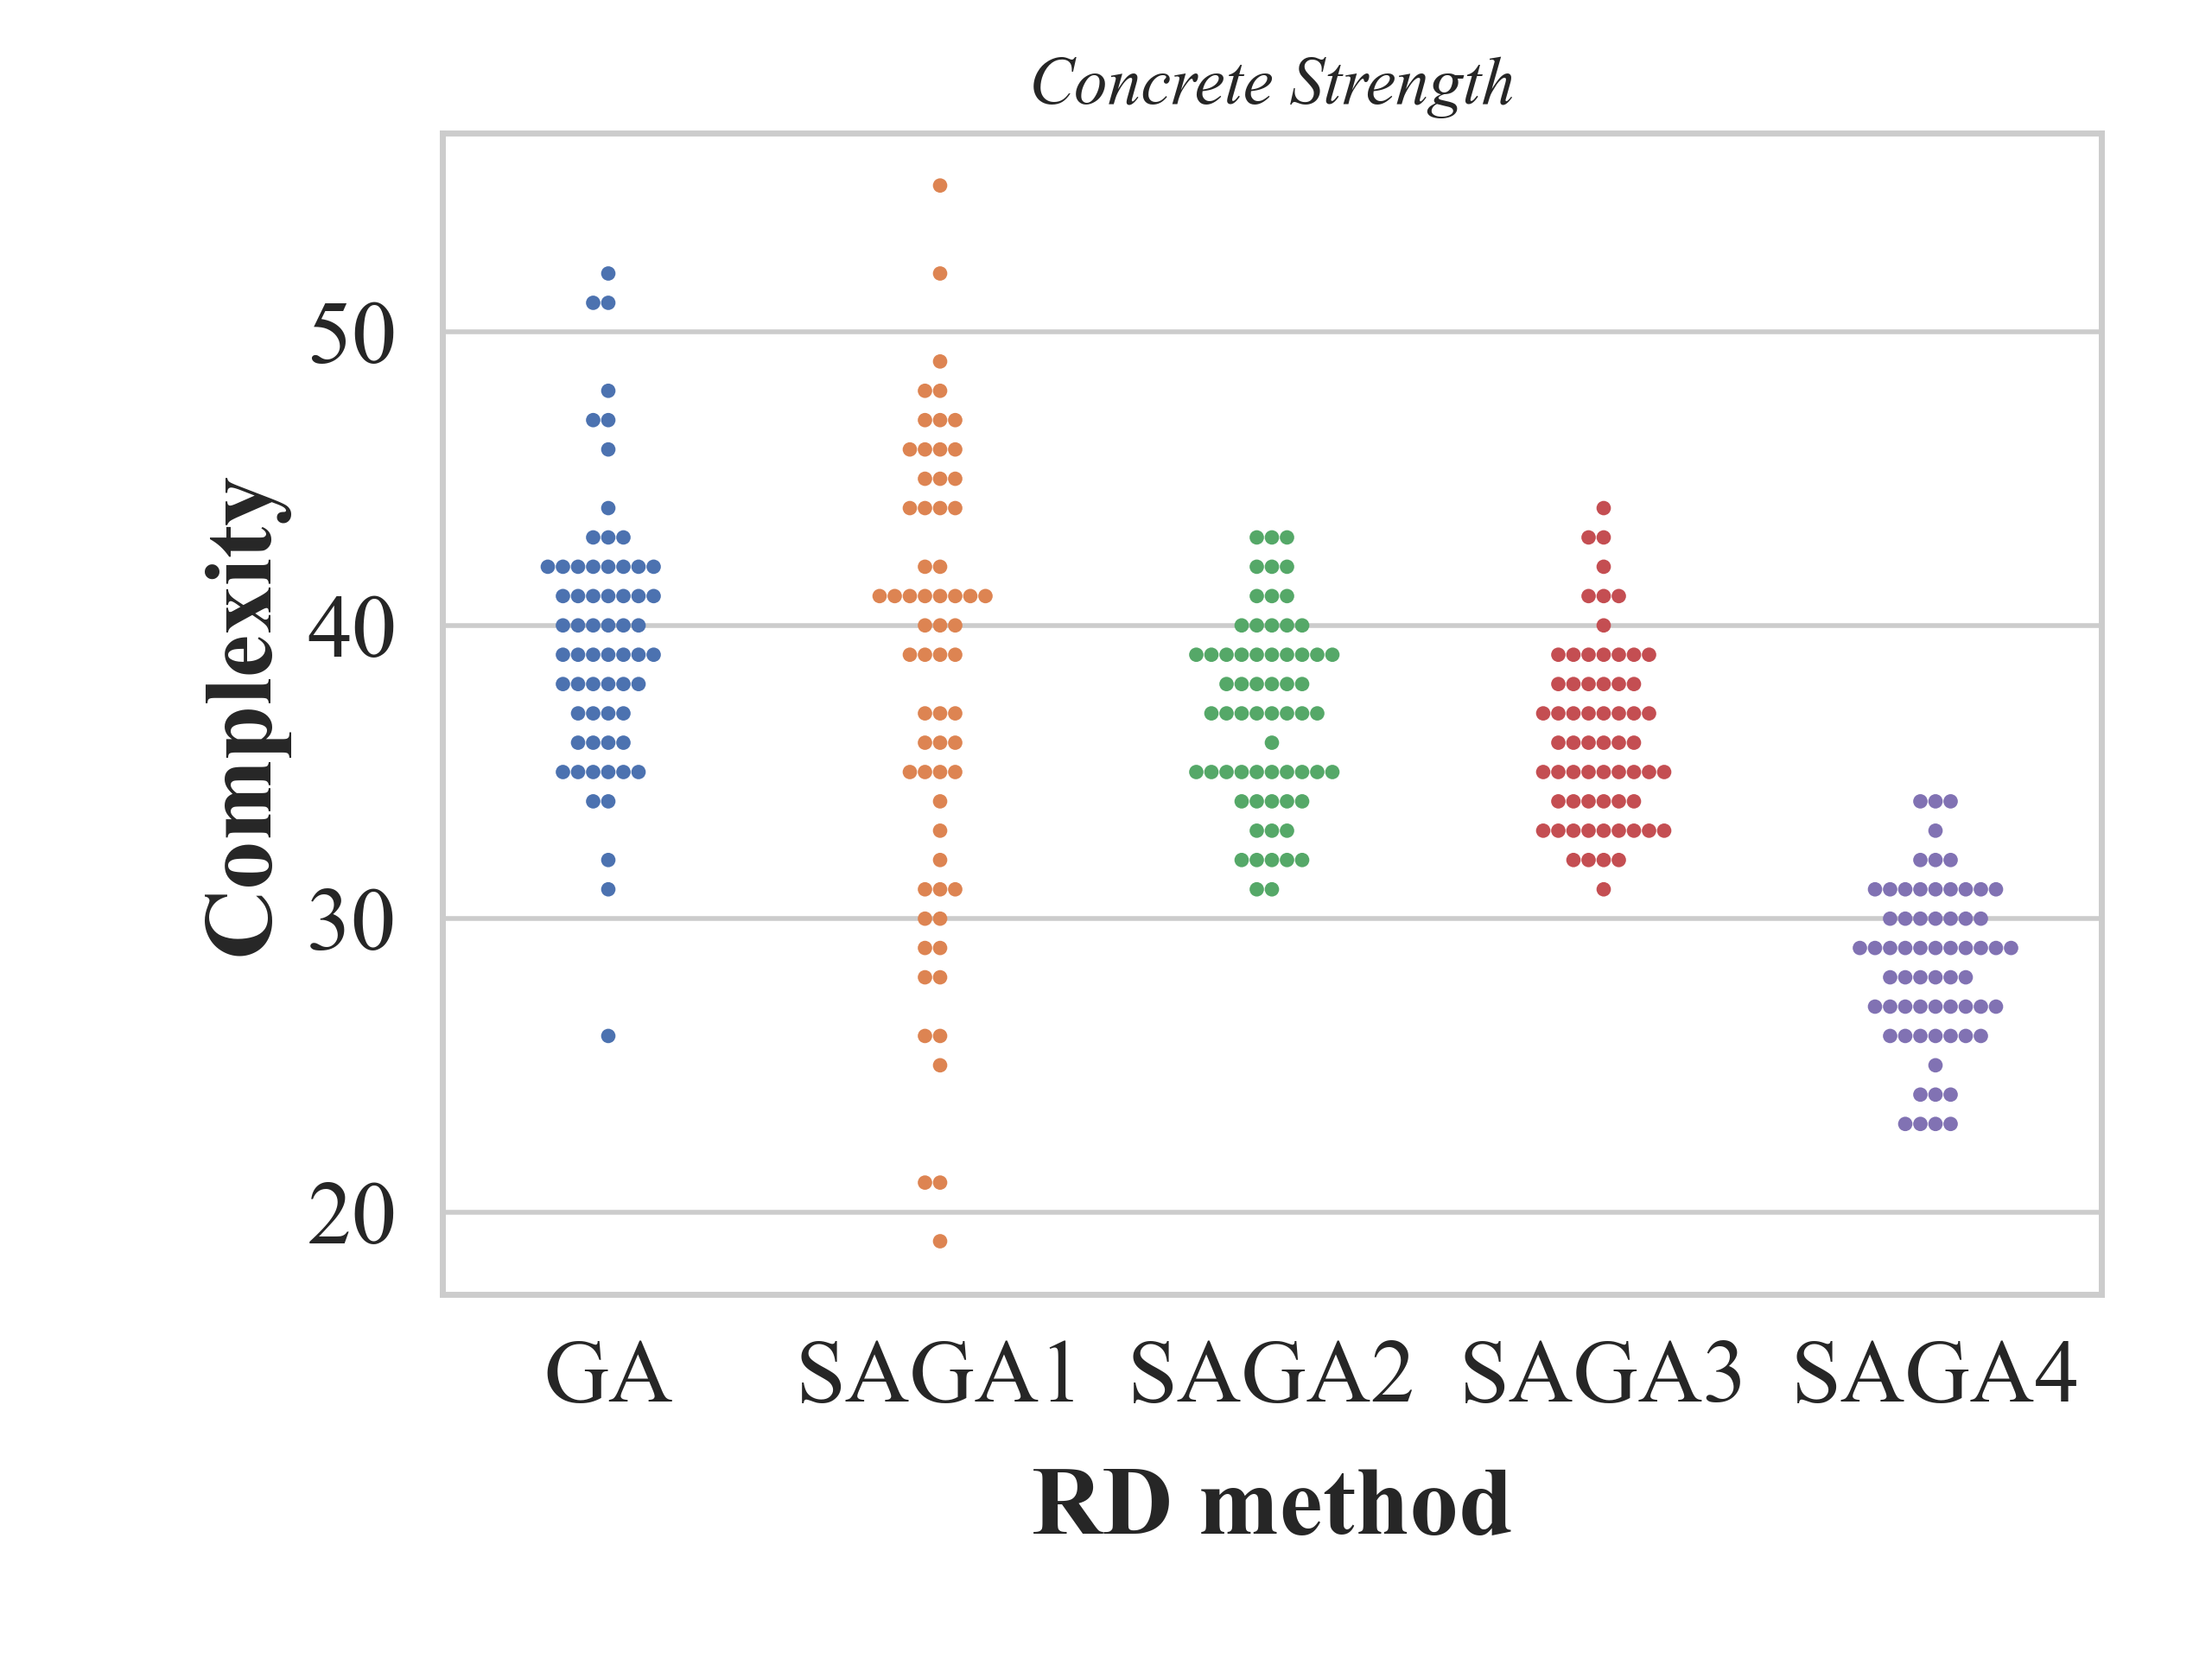 Concrete Strength
50
40
30
20
Complexity
GA SAGA1 SAGA2 SAGA3 SAGA4
RD method